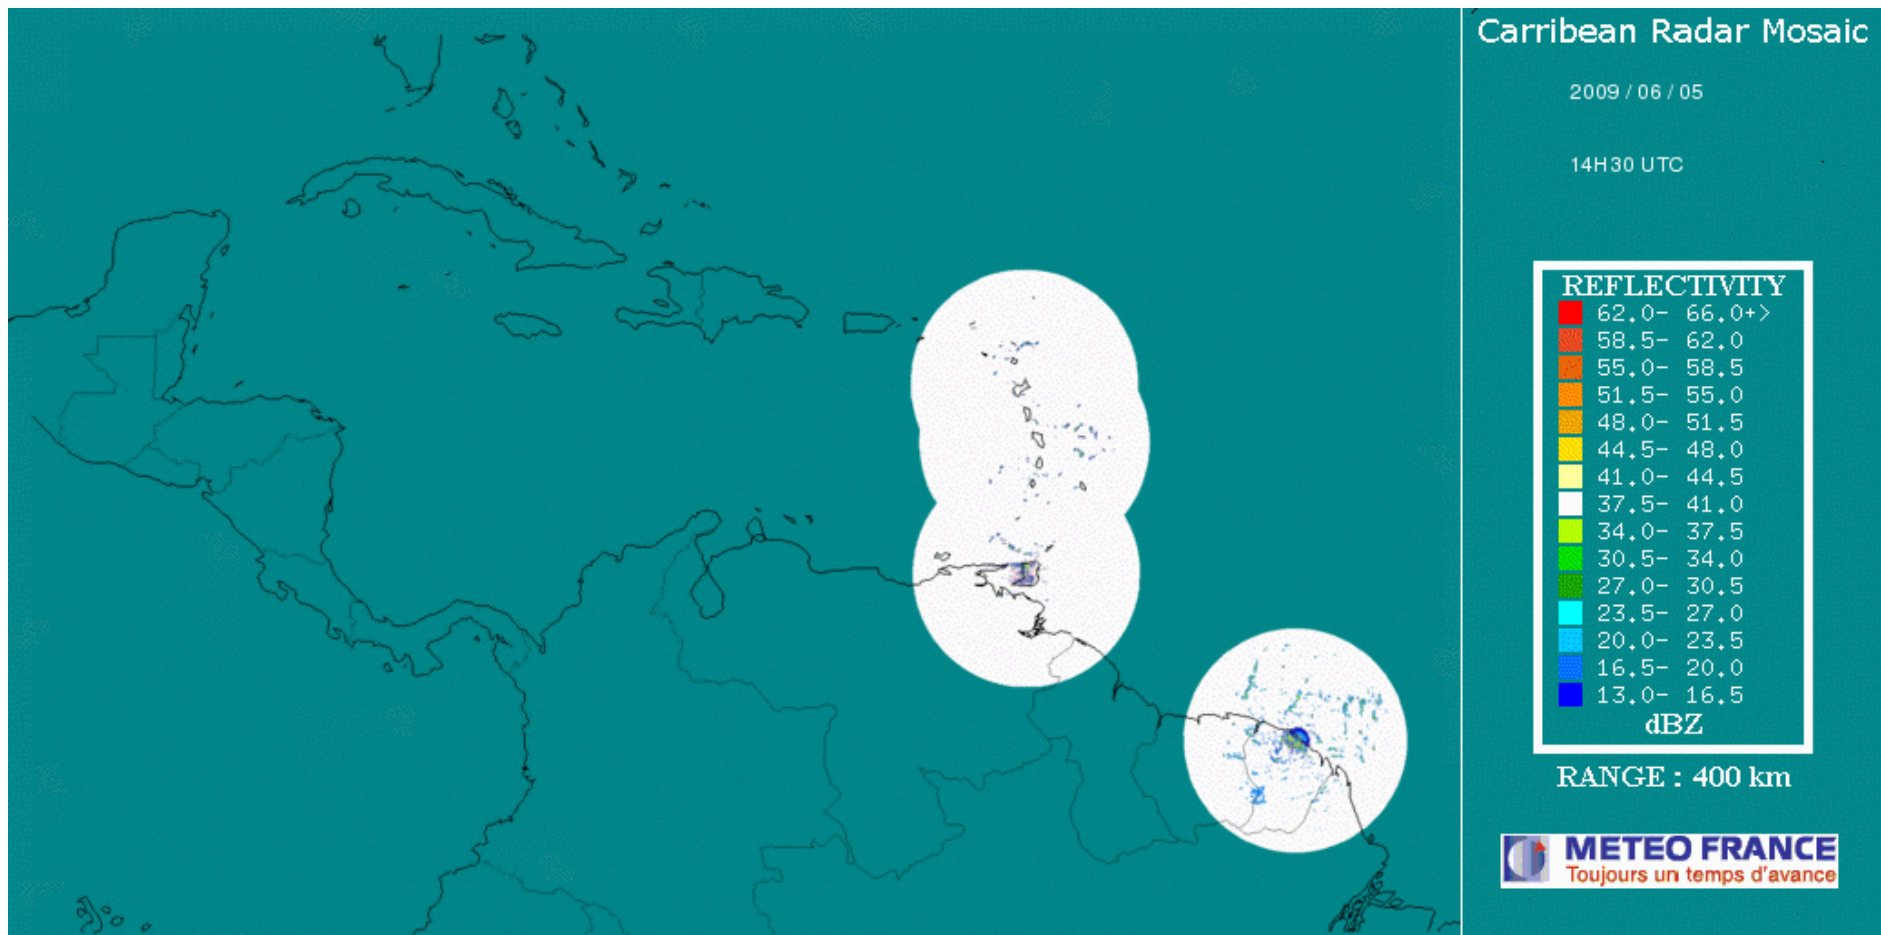 Carribean Radar Mosaic
2009 / 06 / 05
14H30 UTC
REFLECTIVITY
62.0- 66.0+>
58.5- 62.0
55.0- 58.5
51.5- 55.0
48.0- 51.5
44.5- 48.0
41.0- 44.5
37.5- 41.0
34.0- 37.5
30.5- 34.0
27.0- 30.5
23.5- 27.0
20.0- 23.5
16.5- 20.0
13.0- 16.5
dBZ
RANGE : 400 km
METEO FRANCE
Toujours un temps d'avance